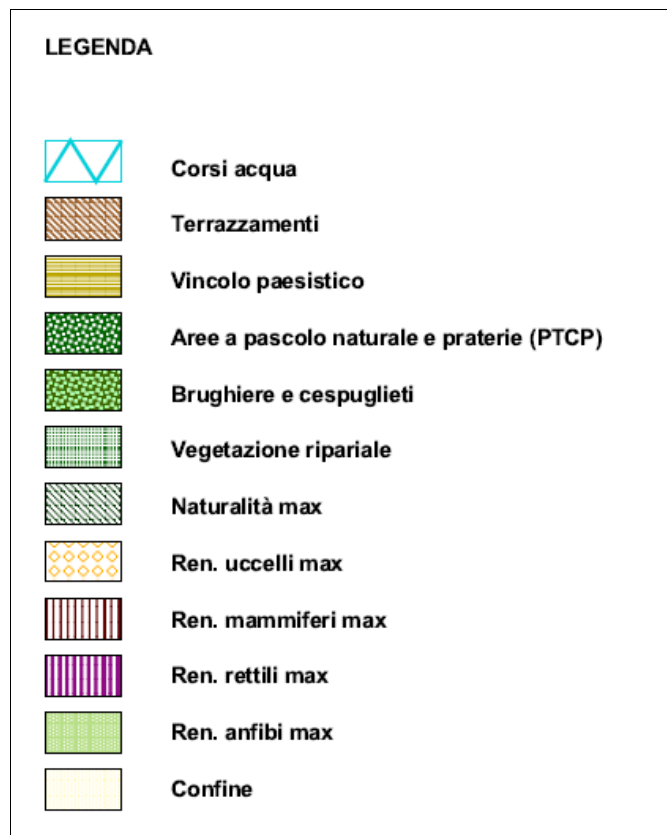 LEGENDA
Corsi acqua
Terrazzamenti
Vincolo paesistico
Aree a pascolo naturale e praterie (PTCP)
Brughiere e cespuglieti
Vegetazione ripariale
Naturalità max
Ren. uccelli max
Ren. mammiferi max
Ren. rettili max
Ren. anfibi max
Confine